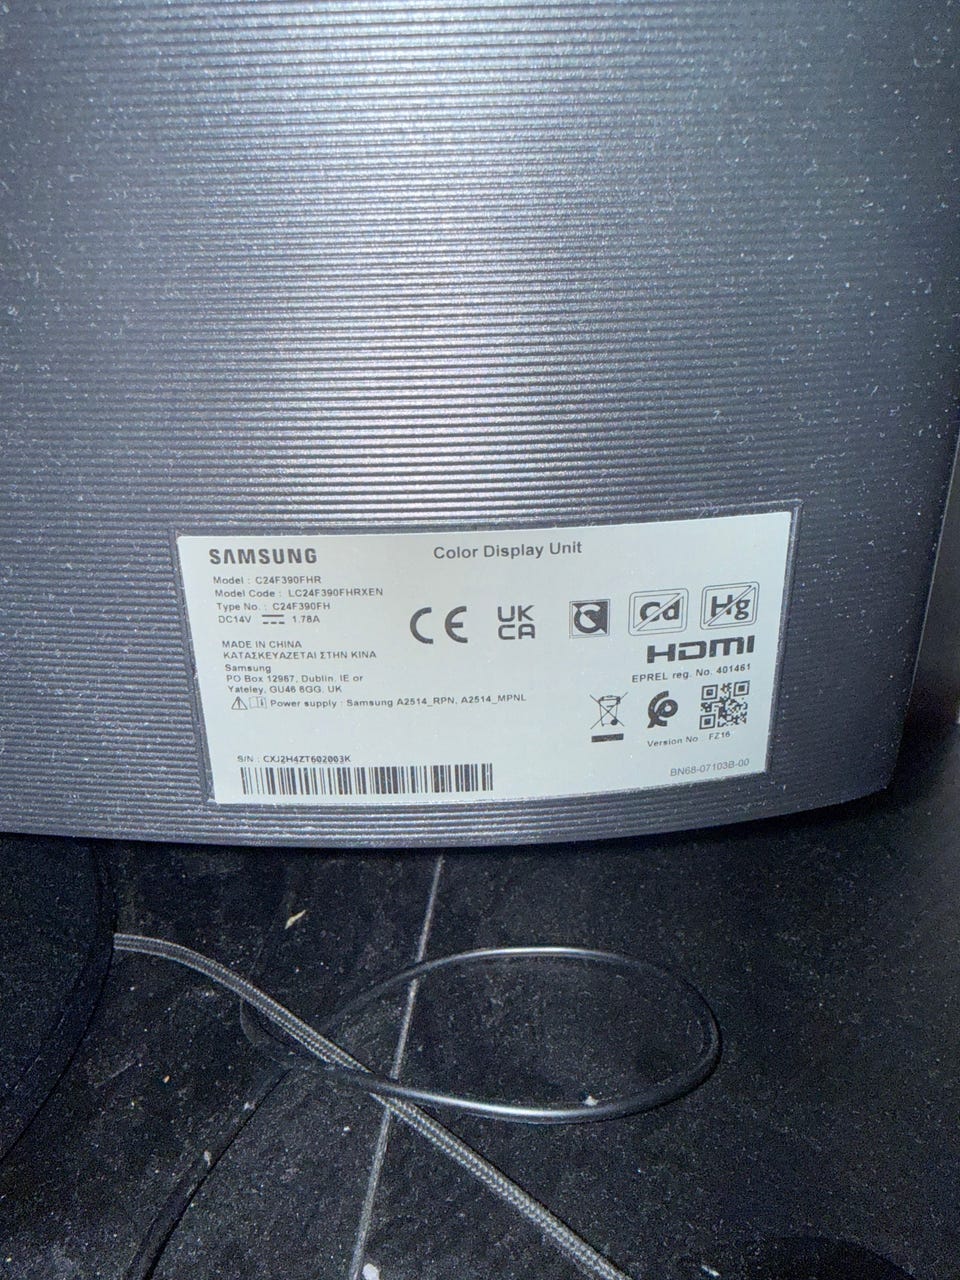 SAMSUNG
Color Display Unit
Model : C24F390FHR
Model Code : LC24F390FHRXEN
Type No. : C24F390FH
DC14V 1.78A
CE
UK
CA
Cd
Hg
HDMI
EPREL reg. No. 401461
MADE IN CHINA
ΚΑΤΑΣΚΕΥΑΖΕΤΑΙ ΣΤΗΝ ΚΙΝΑ
Samsung
PO Box 12987, Dublin. IE or
Yateley, GU46 6GG. UK
Power supply : Samsung A2514_RPN, A2514_MPNL
Version No FZ16
S/N : CXJ2H4ZT602003K
BN68-07103B-00